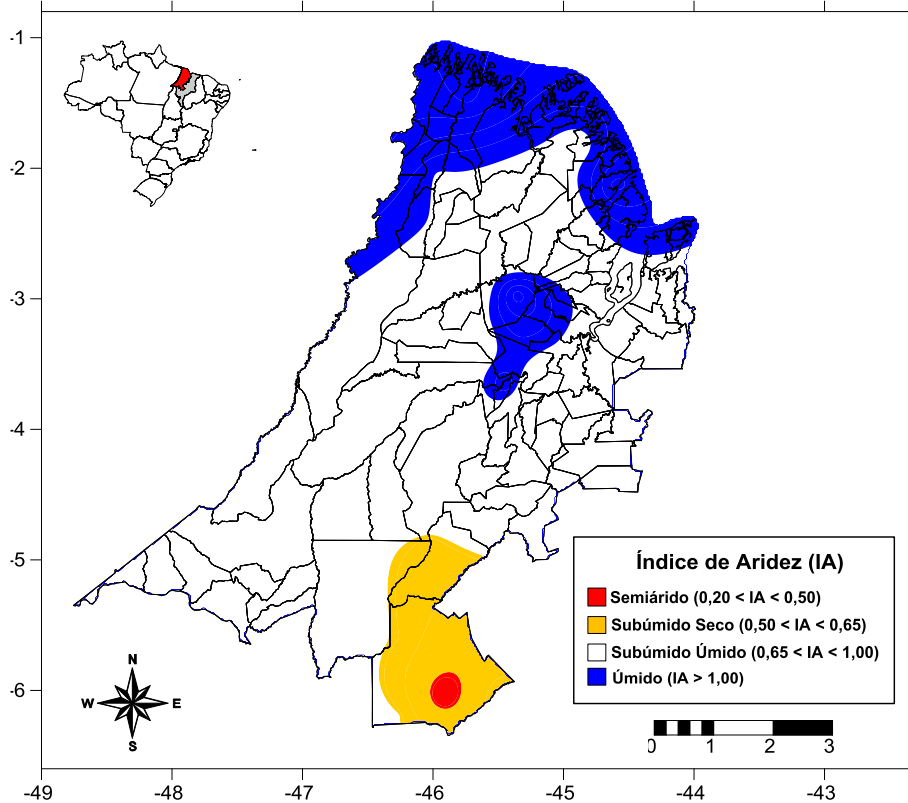 -1
-2
-3
-4
-5
-6
Índice de Aridez (IA)
Semiárido (0,20 < IA < 0,50)
Subúmido Seco (0,50 < IA < 0,65)
Subúmido Úmido (0,65 < IA < 1,00)
Úmido (IA > 1,00)
N
W E
S
0 1 2 3
-49 -48 -47 -46 -45 -44 -43